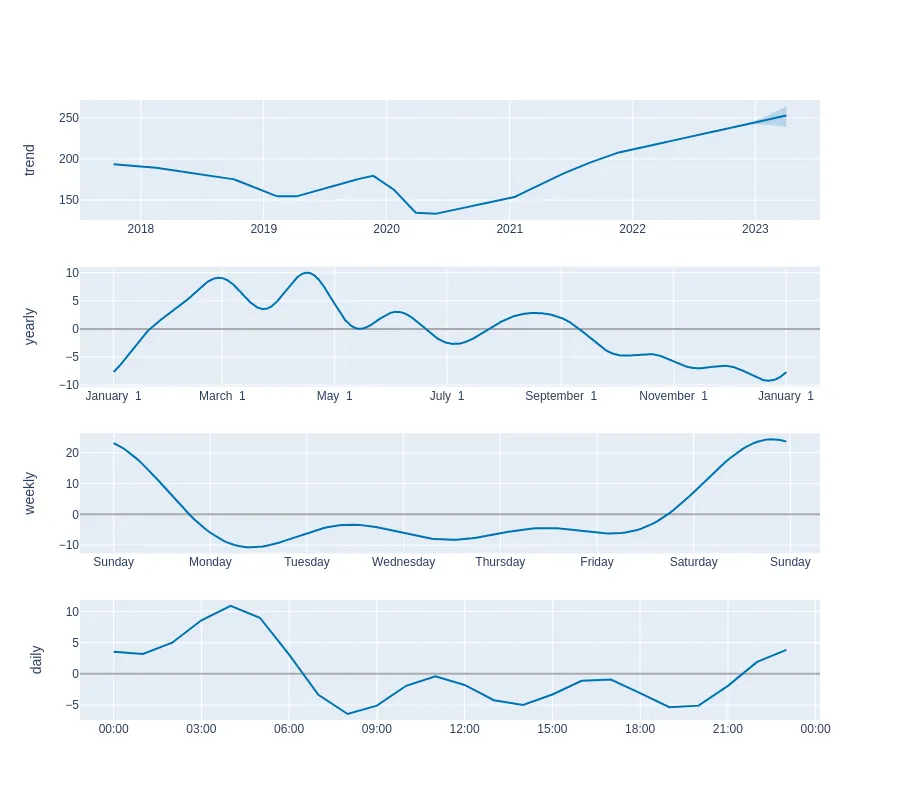 trend
250
200
150
2018 2019 2020 2021 2022 2023
yearly
10
5
0
−5
−10
January 1 March 1 May 1 July 1 September 1 November 1 January 1
weekly
20
10
0
−10
Sunday Monday Tuesday Wednesday Thursday Friday Saturday Sunday
daily
10
5
0
−5
00:00 03:00 06:00 09:00 12:00 15:00 18:00 21:00 00:00